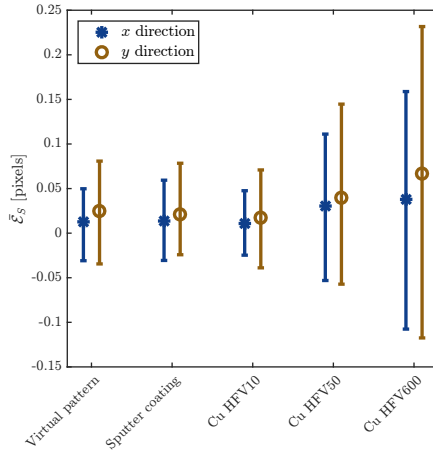 0.25
x direction
y direction
0.2
0.15
0.1
0.05
0
-0.05
-0.1
-0.15
ℰ̄_S [pixels]
Virtual pattern
Sputter coating
Cu HFV10
Cu HFV50
Cu HFV600